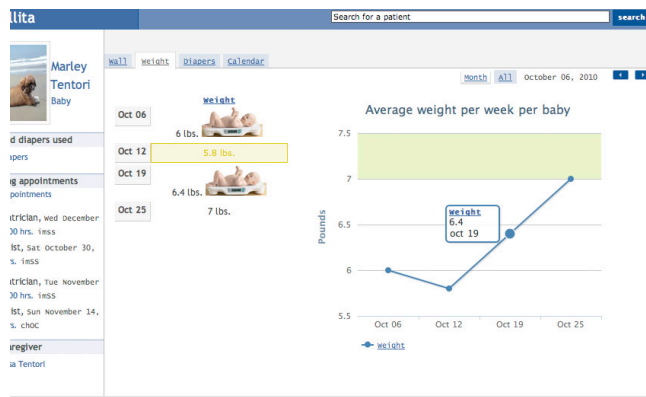 llita
Search for a patient
search
Marley
Tentori
Baby
Wall
Weight
Diapers
Calendar
Month All October 06, 2010
d diapers used
apers
g appointments
pointments
atrician, Wed December
00 hrs. imss
ist, Sat October 30,
s. imss
atrician, Tue November
00 hrs. imss
ist, Sun November 14,
s. choc
aregiver
sa Tentori
Weight
Oct 06
6 lbs.
Oct 12
5.8 lbs.
Oct 19
6.4 lbs.
Oct 25
7 lbs.
Average weight per week per baby
7.5
7
6.5
6
5.5
Pounds
Weight
6.4
oct 19
Oct 06
Oct 12
Oct 19
Oct 25
Weight